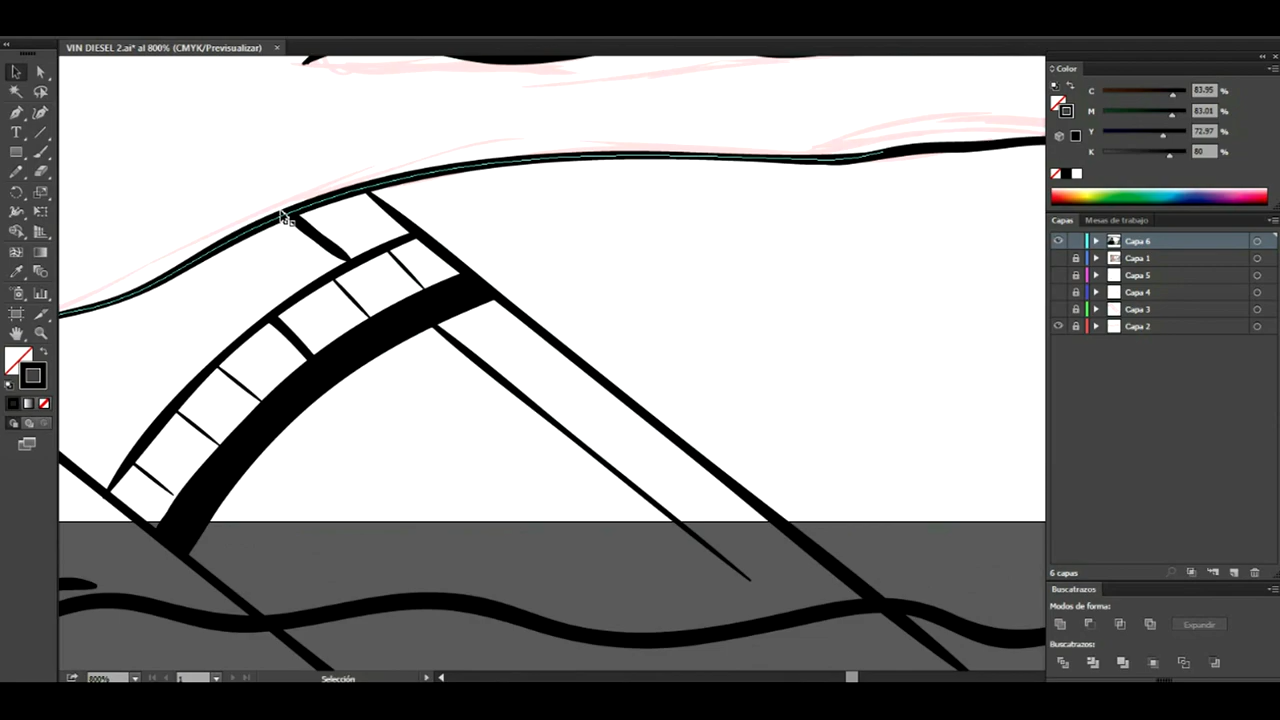 VIN DIESEL 2.ai* al 800% (CMYK/Previsualizar)
Color
C 83.95 %
M 83.01 %
Y 72.97 %
K 80 %
Capas Mesas de trabajo
Capa 6
Capa 1
Capa 5
Capa 4
Capa 3
Capa 2
6 capas
Buscatrazos
Modos de forma:
Expandir
Buscatrazos:
800% 1 Selección